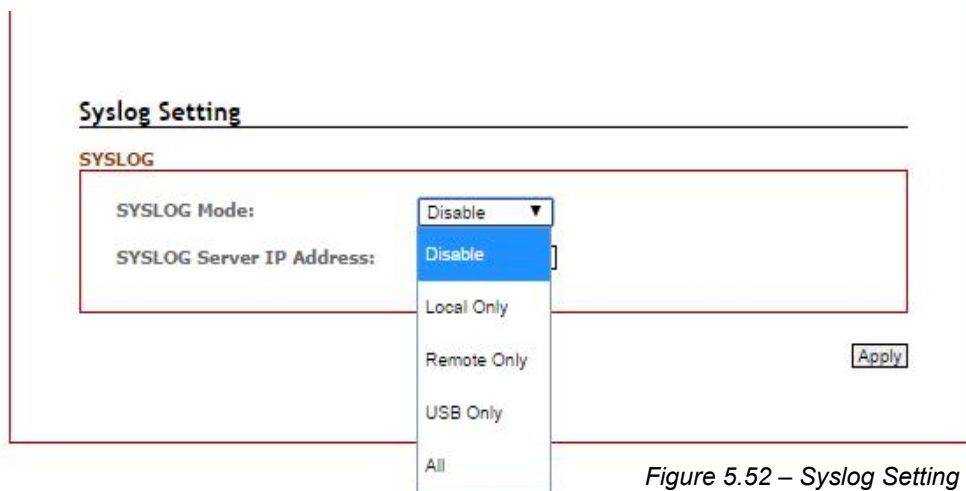 Syslog Setting
SYSLOG
SYSLOG Mode:
Disable ▼
SYSLOG Server IP Address:
Disable
Local Only
Remote Only
USB Only
All
Apply
Figure 5.52 – Syslog Setting